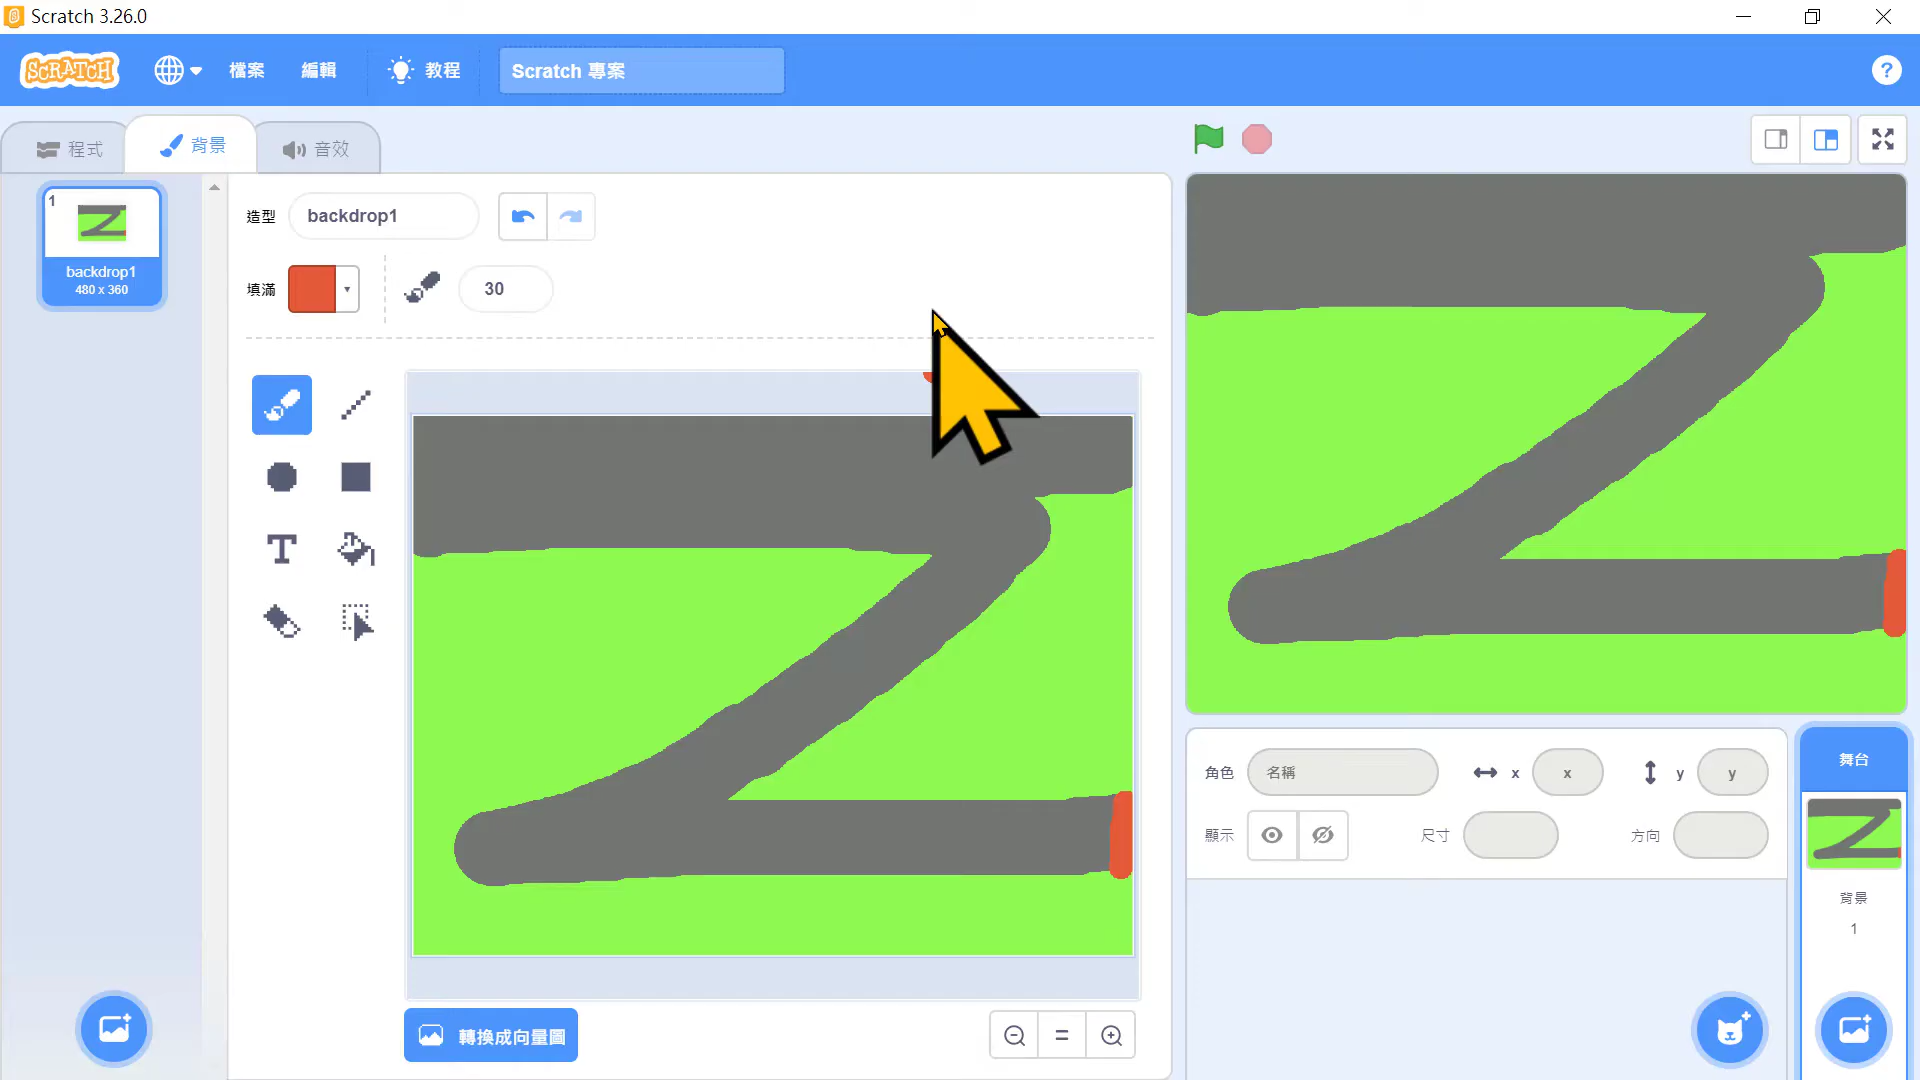 Scratch 3.26.0
SCRATCH
檔案
編輯
教程
Scratch 專案
?
程式
背景
音效
1
backdrop1
480 x 360
造型
backdrop1
填滿
30
T
轉換成向量圖
角色
名稱
x
x
y
y
顯示
尺寸
方向
舞台
背景
1